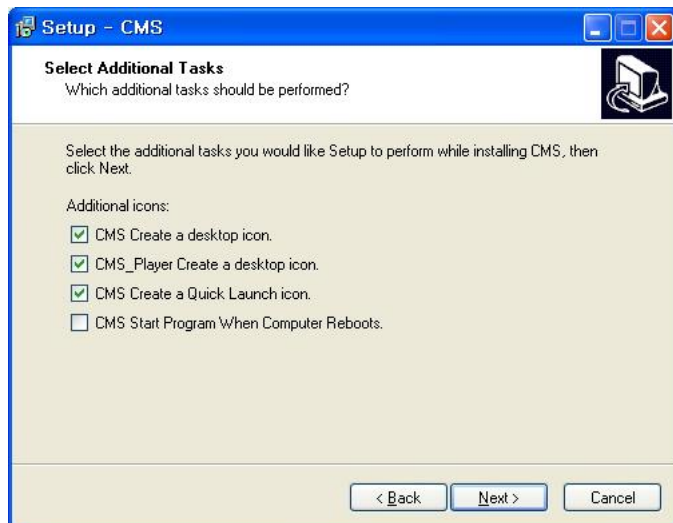 Setup - CMS
Select Additional Tasks
Which additional tasks should be performed?
Select the additional tasks you would like Setup to perform while installing CMS, then
click Next.
Additional icons:
CMS Create a desktop icon.
CMS_Player Create a desktop icon.
CMS Create a Quick Launch icon.
CMS Start Program When Computer Reboots.
< Back Next > Cancel